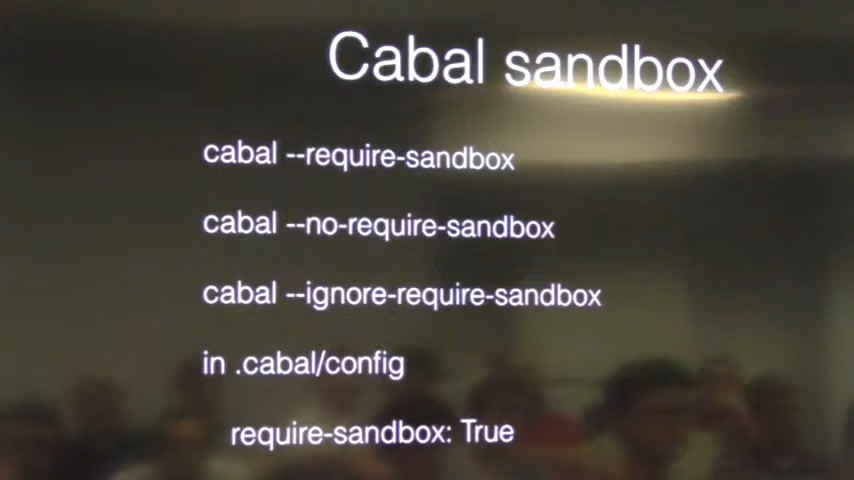 Cabal sandbox
cabal --require-sandbox
cabal --no-require-sandbox
cabal --ignore-require-sandbox
in .cabal/config
require-sandbox: True